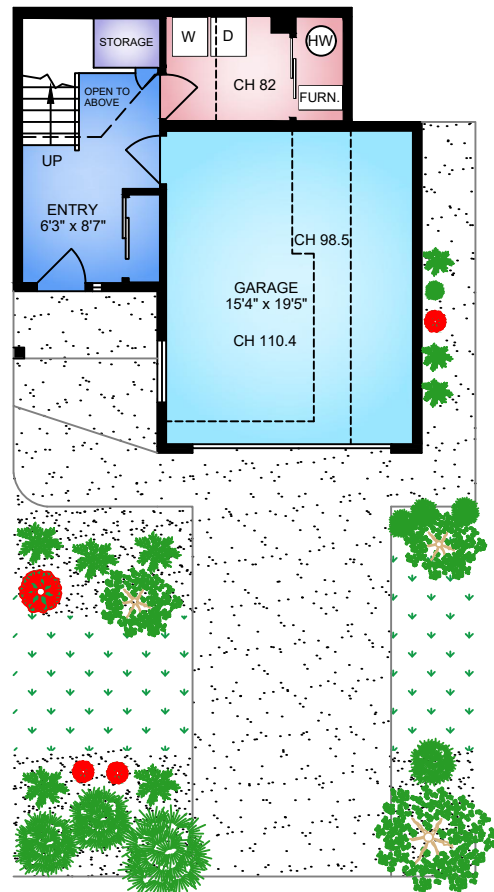 STORAGE
W
D
HW
CH 82
FURN.
OPEN TO
ABOVE
UP
ENTRY
6'3" x 8'7"
CH 98.5
GARAGE
15'4" x 19'5"
CH 110.4